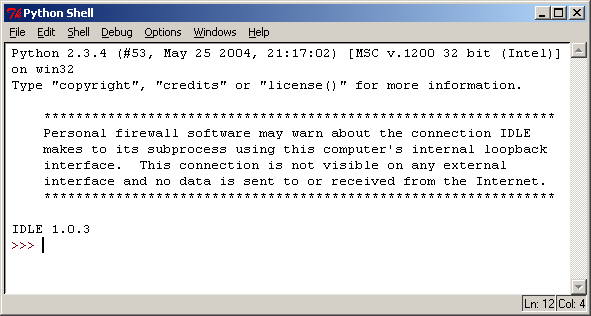 Python Shell
File Edit Shell Debug Options Windows Help
Python 2.3.4 (#53, May 25 2004, 21:17:02) [MSC v.1200 32 bit (Intel)]
on win32
Type "copyright", "credits" or "license()" for more information.
****************************************************************
Personal firewall software may warn about the connection IDLE
makes to its subprocess using this computer's internal loopback
interface.  This connection is not visible on any external
interface and no data is sent to or received from the Internet.
****************************************************************
IDLE 1.0.3
>>>
Ln: 12 Col: 4